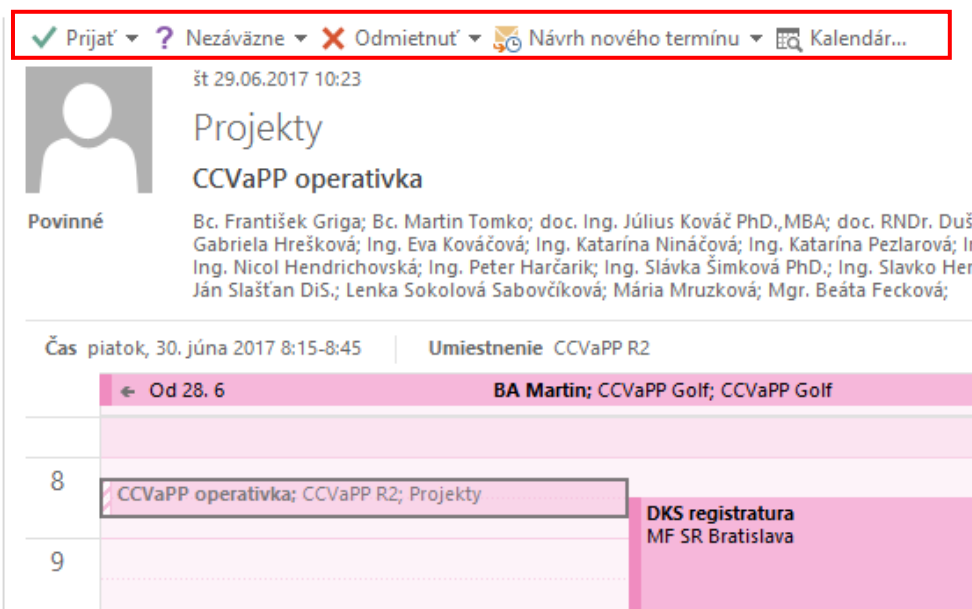 Prijať ? Nezáväzne Odmietnuť Návrh nového termínu Kalendár...
št 29.06.2017 10:23
Projekty
CCVaPP operativka
Povinné Bc. František Griga; Bc. Martin Tomko; doc. Ing. Július Kováč PhD.,MBA; doc. RNDr. Duš
Gabriela Hrešková; Ing. Eva Kováčová; Ing. Katarína Nináčová; Ing. Katarína Pezlarová; I
Ing. Nicol Hendrichovská; Ing. Peter Harčarik; Ing. Slávka Šimková PhD.; Ing. Slavko Her
Ján Slašťan DiS.; Lenka Sokolová Sabovčíková; Mária Mruzková; Mgr. Beáta Fecková;
Čas piatok, 30. júna 2017 8:15-8:45 Umiestnenie CCVaPP R2
← Od 28. 6 BA Martin; CCVaPP Golf; CCVaPP Golf
8
CCVaPP operativka; CCVaPP R2; Projekty
DKS registratura
MF SR Bratislava
9